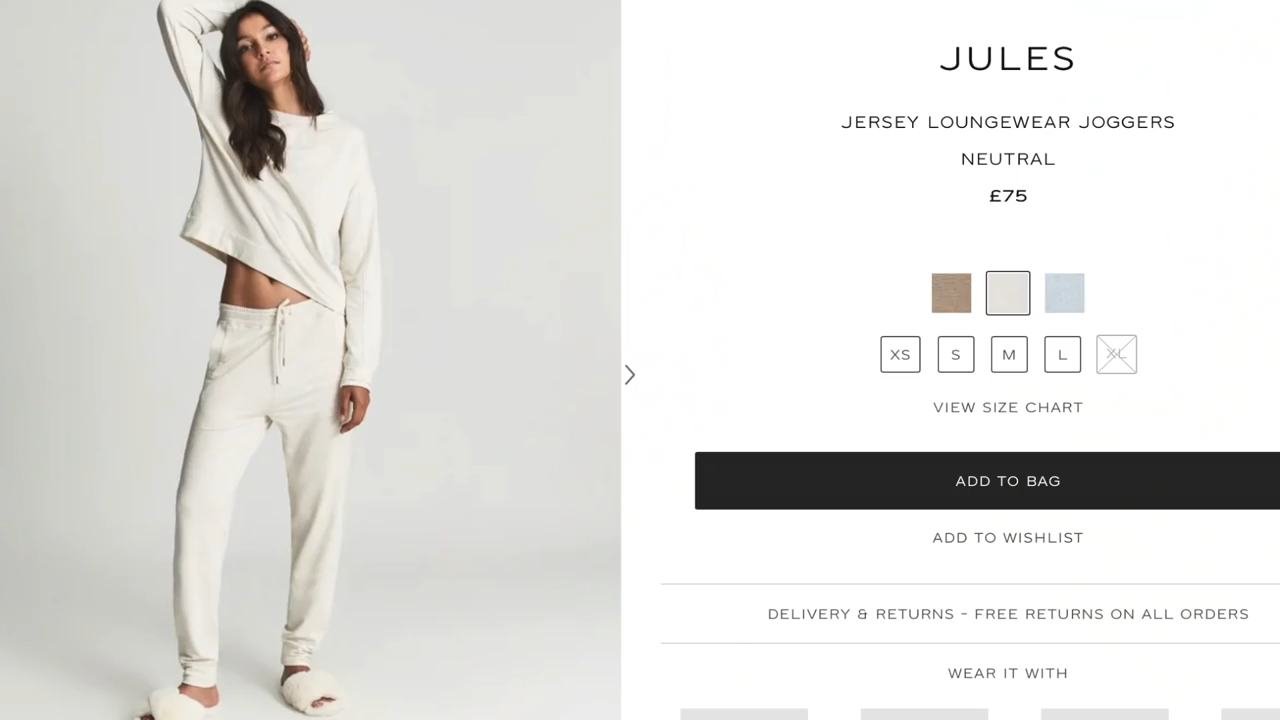 JULES
JERSEY LOUNGEWEAR JOGGERS
NEUTRAL
£75
XS S M L XL
VIEW SIZE CHART
ADD TO BAG
ADD TO WISHLIST
DELIVERY & RETURNS - FREE RETURNS ON ALL ORDERS
WEAR IT WITH